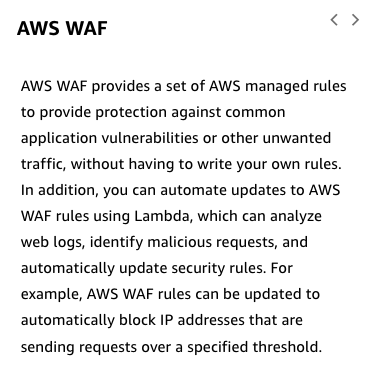 AWS WAF
AWS WAF provides a set of AWS managed rules
to provide protection against common
application vulnerabilities or other unwanted
traffic, without having to write your own rules.
In addition, you can automate updates to AWS
WAF rules using Lambda, which can analyze
web logs, identify malicious requests, and
automatically update security rules. For
example, AWS WAF rules can be updated to
automatically block IP addresses that are
sending requests over a specified threshold.